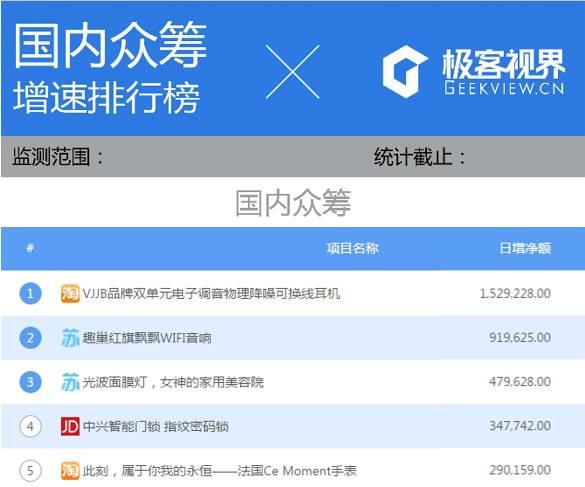 国内众筹
增速排行榜
极客视界
GEEKVIEW.CN
监测范围： 统计截止：
国内众筹
# 项目名称 日增净额
1 淘 VJJB品牌双单元电子调音物理降噪可换线耳机 1,529,228.00
2 苏 趣巢红旗飘飘WIFI音响 919,625.00
3 苏 光波面膜灯，女神的家用美容院 479,628.00
4 JD 中兴智能门锁 指纹密码锁 347,742.00
5 淘 此刻，属于你我的永恒——法国Ce Moment手表 290,159.00